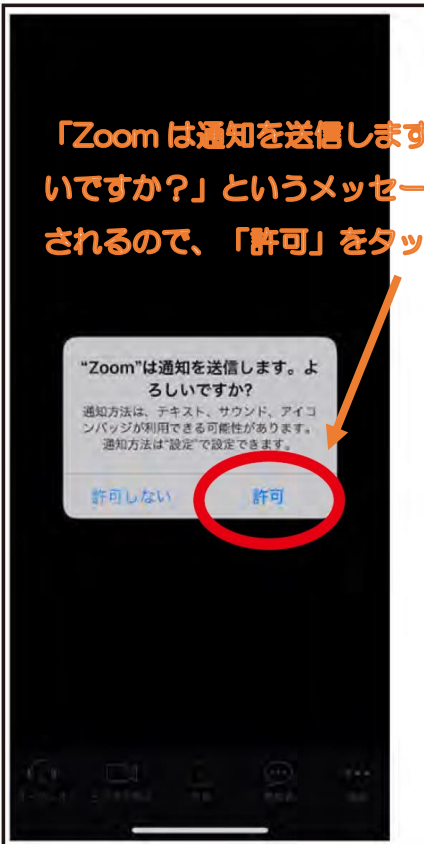 「Zoom は通知を送信します
いですか？」というメッセー
されるので、「許可」をタッ
“Zoom”は通知を送信します。よ
ろしいですか?
通知方法は、テキスト、サウンド、アイコ
ンバッジが利用できる可能性があります。
通知方法は“設定”で設定できます。
許可しない
許可